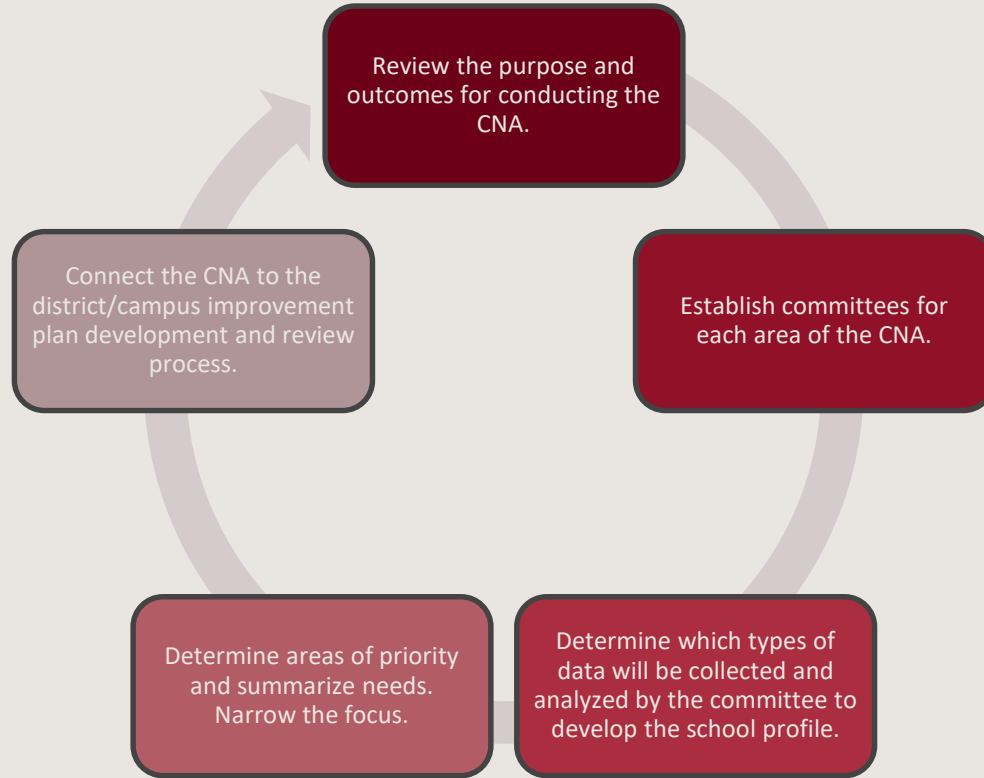 Review the purpose and
outcomes for conducting the
CNA.
Establish committees for
each area of the CNA.
Determine which types of
data will be collected and
analyzed by the committee to
develop the school profile.
Determine areas of priority
and summarize needs.
Narrow the focus.
Connect the CNA to the
district/campus improvement
plan development and review
process.